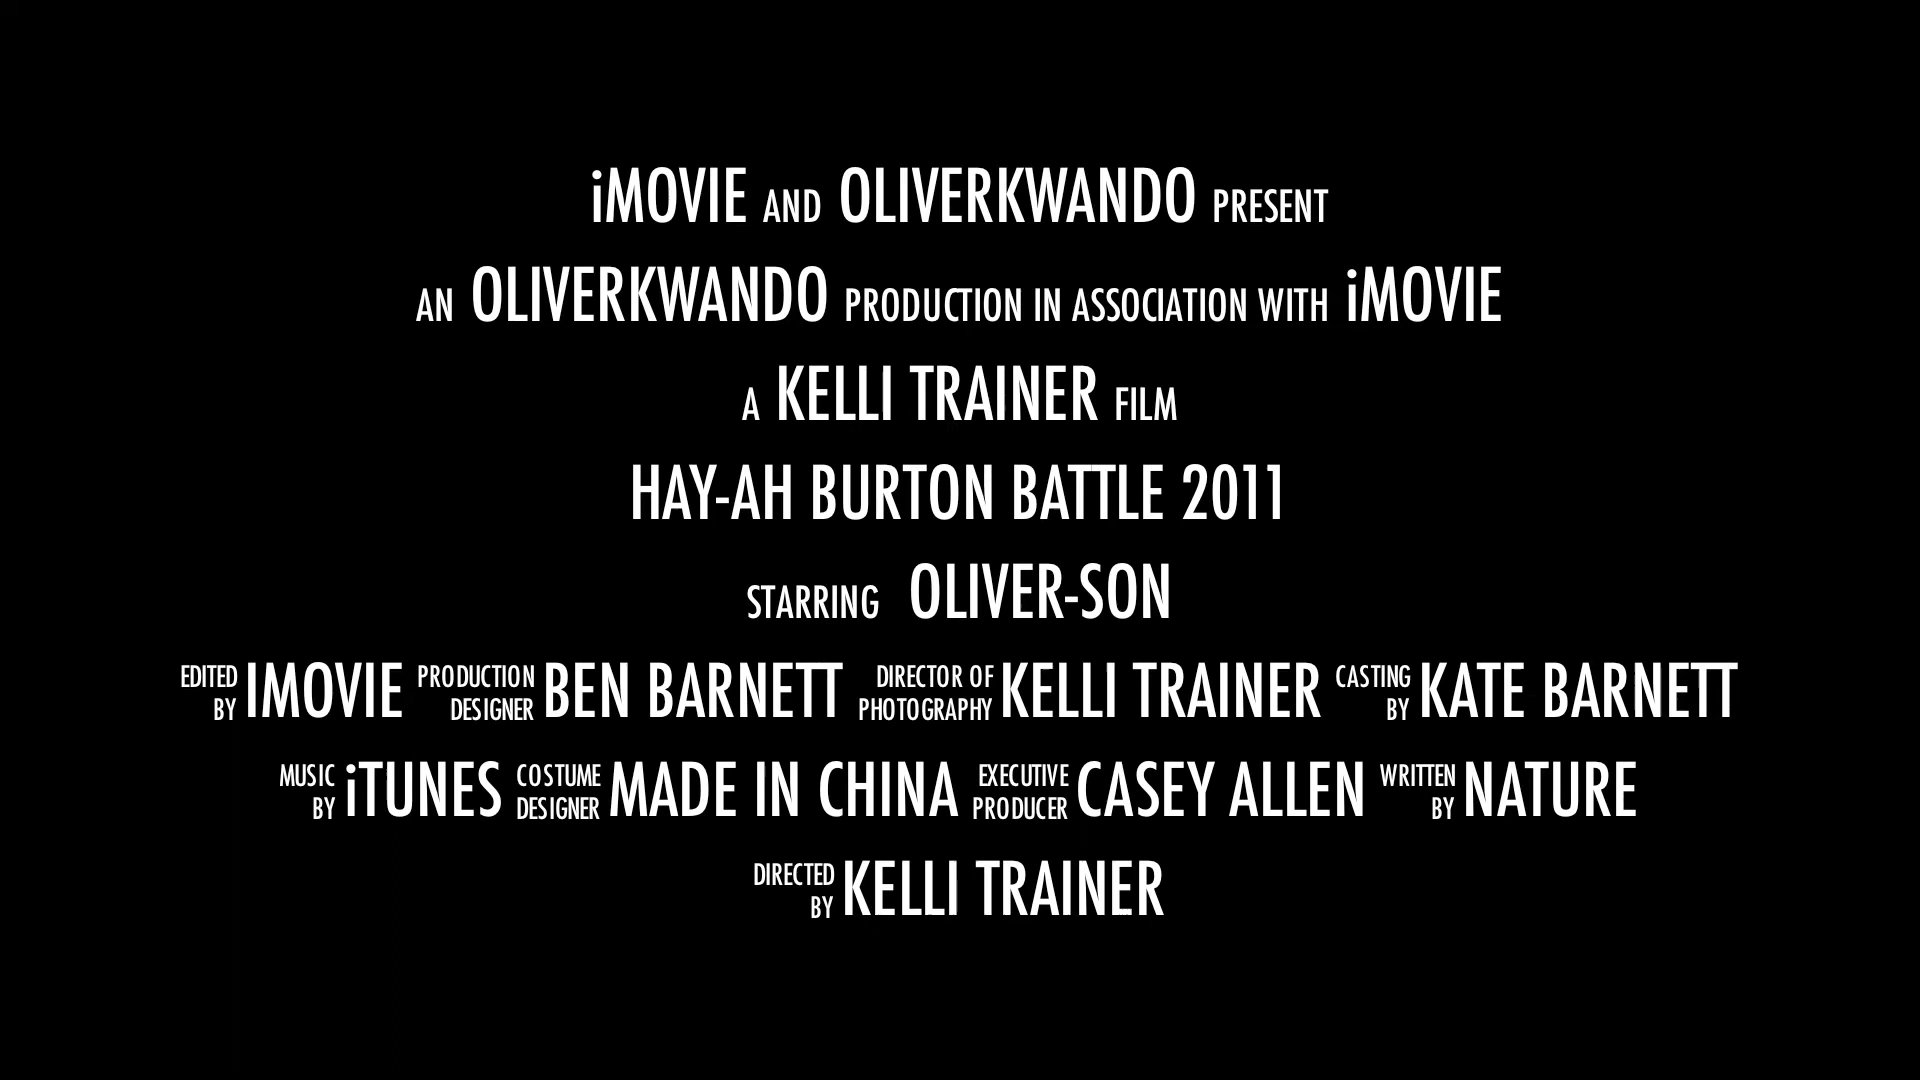 iMOVIE AND OLIVERKWANDO PRESENT
AN OLIVERKWANDO PRODUCTION IN ASSOCIATION WITH iMOVIE
A KELLI TRAINER FILM
HAY-AH BURTON BATTLE 2011
STARRING OLIVER-SON
EDITED BY IMOVIE PRODUCTION DESIGNER BEN BARNETT DIRECTOR OF PHOTOGRAPHY KELLI TRAINER CASTING BY KATE BARNETT
MUSIC BY iTUNES COSTUME DESIGNER MADE IN CHINA EXECUTIVE PRODUCER CASEY ALLEN WRITTEN BY NATURE
DIRECTED BY KELLI TRAINER